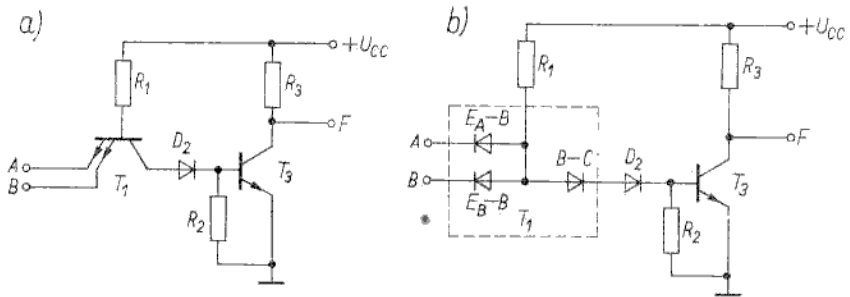 a)
+U_CC
R_1
R_3
F
A
B
T_1
D_2
T_3
R_2
b)
+U_CC
R_1
R_3
E_A-B
F
A
B-C
D_2
B
E_B-B
T_1
T_3
R_2